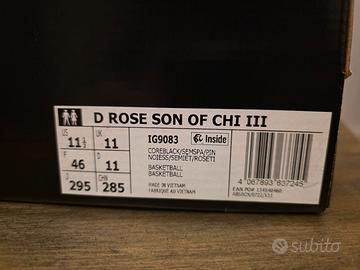 D ROSE SON OF CHI III
US 11½
UK 11
F 46
D 11
J 295
CHN 285
IG9083
Inside
COREBLACK/SEMSPA/PIN
NOIESS/SEMIET/ROSETI
BASKETBALL
BASKETBALL
MADE IN VIETNAM
FABRIQUÉ AU VIETNAM
4 067893 837245
subito